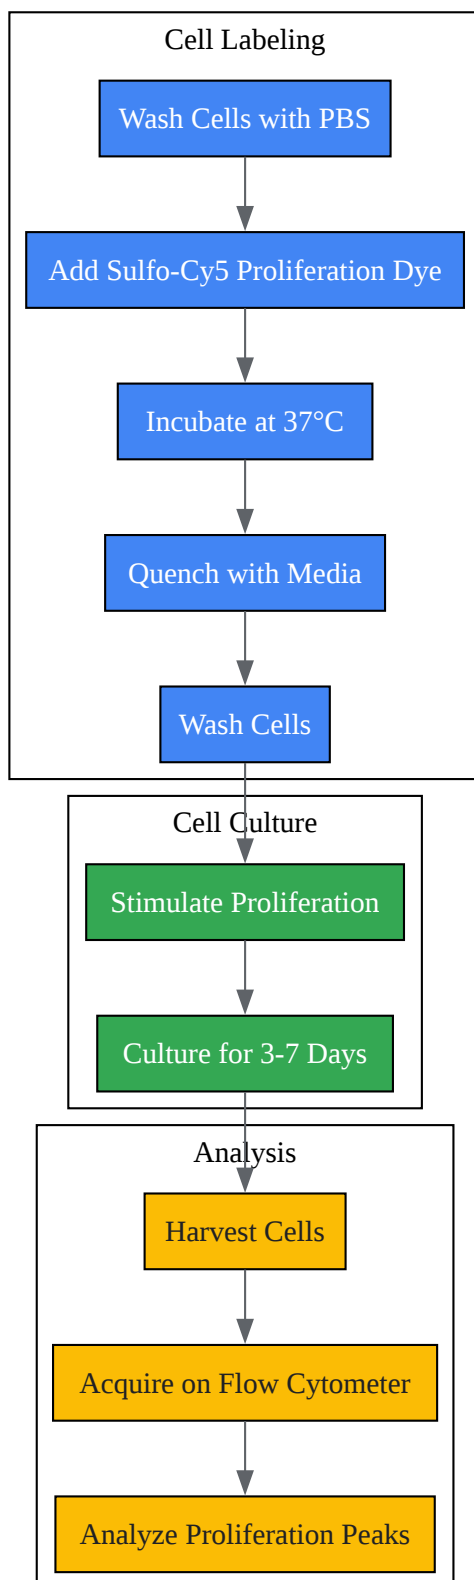 Cell Labeling
Wash Cells with PBS
Add Sulfo-Cy5 Proliferation Dye
Incubate at 37°C
Quench with Media
Wash Cells
Cell Culture
Stimulate Proliferation
Culture for 3-7 Days
Analysis
Harvest Cells
Acquire on Flow Cytometer
Analyze Proliferation Peaks